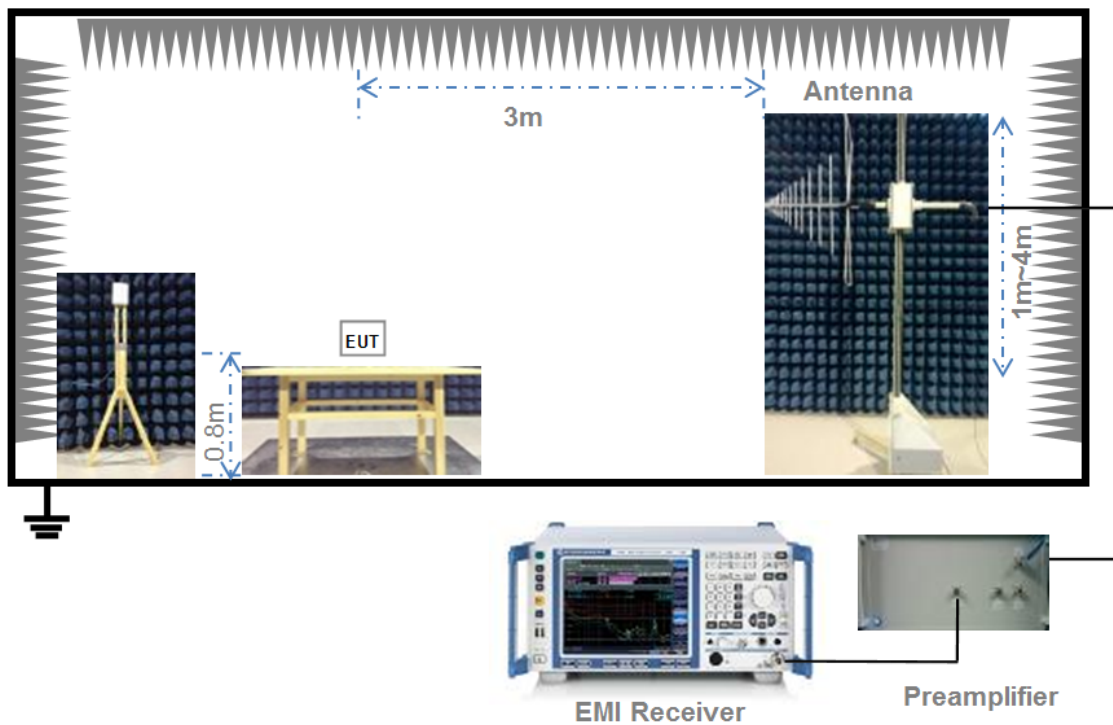 3m
Antenna
1m~4m
EUT
0.8m
EMI Receiver
Preamplifier